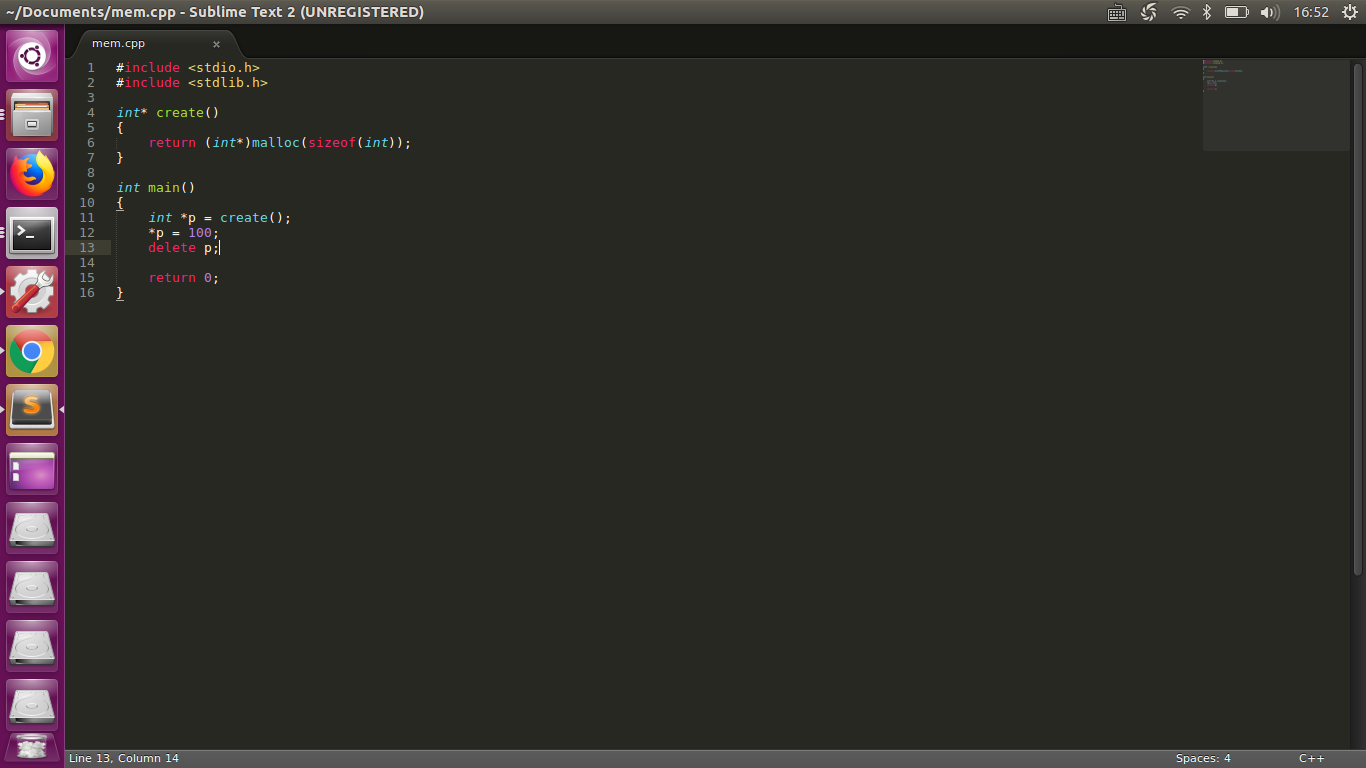 ~/Documents/mem.cpp - Sublime Text 2 (UNREGISTERED)
16:52
mem.cpp ×
1 #include <stdio.h>
2 #include <stdlib.h>
3
4 int* create()
5 {
6     return (int*)malloc(sizeof(int));
7 }
8
9 int main()
10 {
11     int *p = create();
12     *p = 100;
13     delete p;
14
15     return 0;
16 }
Line 13, Column 14
Spaces: 4
C++